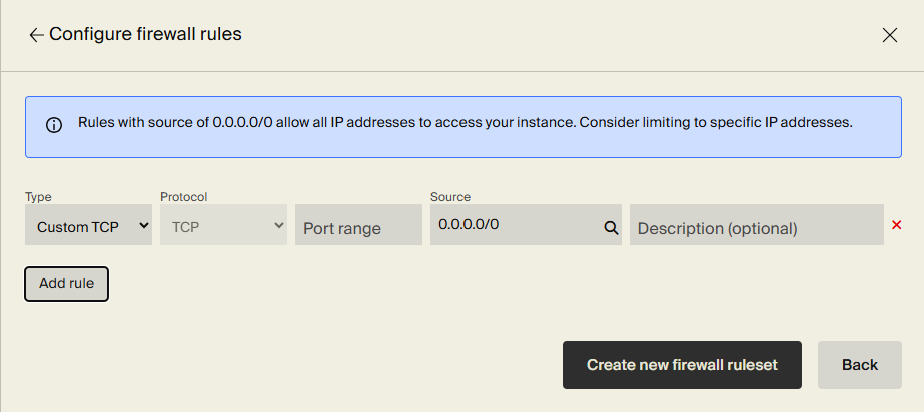 ← Configure firewall rules
Rules with source of 0.0.0.0/0 allow all IP addresses to access your instance. Consider limiting to specific IP addresses.
Type Protocol Source
Custom TCP TCP Port range 0.0.0.0/0 Description (optional)
Add rule
Create new firewall ruleset Back